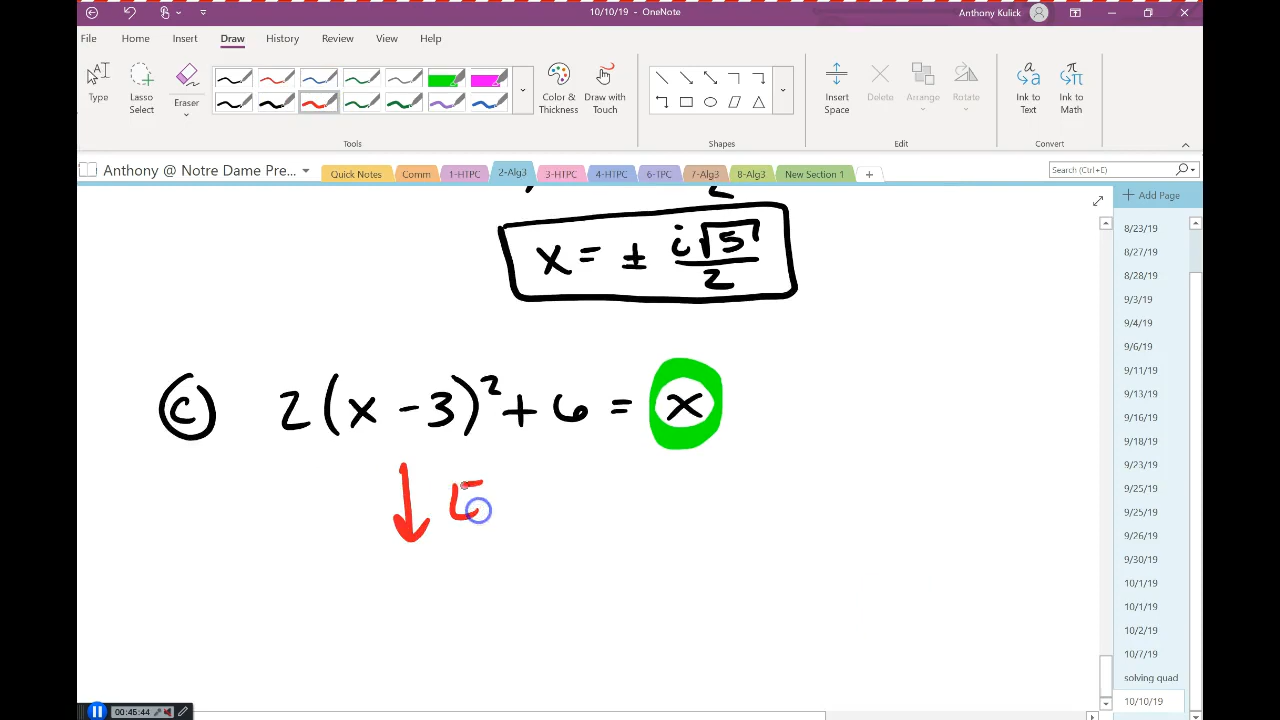 10/10/19 - OneNote
Anthony Kulick
File Home Insert Draw History Review View Help
Type
Lasso Select
Eraser
Color & Thickness
Draw with Touch
Insert Space
Delete
Arrange
Rotate
Ink to Text
Ink to Math
Tools Shapes Edit Convert
Anthony @ Notre Dame Pre...
Quick Notes Comm 1-HTPC 2-Alg3 3-HTPC 4-HTPC 6-TPC 7-Alg3 8-Alg3 New Section 1
Search (Ctrl+E)
x = ± i√5/2
(C) 2(x - 3)² + 6 = x
Add Page
8/23/19
8/27/19
8/28/19
9/3/19
9/4/19
9/6/19
9/11/19
9/13/19
9/16/19
9/18/19
9/23/19
9/25/19
9/25/19
9/26/19
10/1/19
10/1/19
10/2/19
10/7/19
solving quad
10/10/19
00:45:44